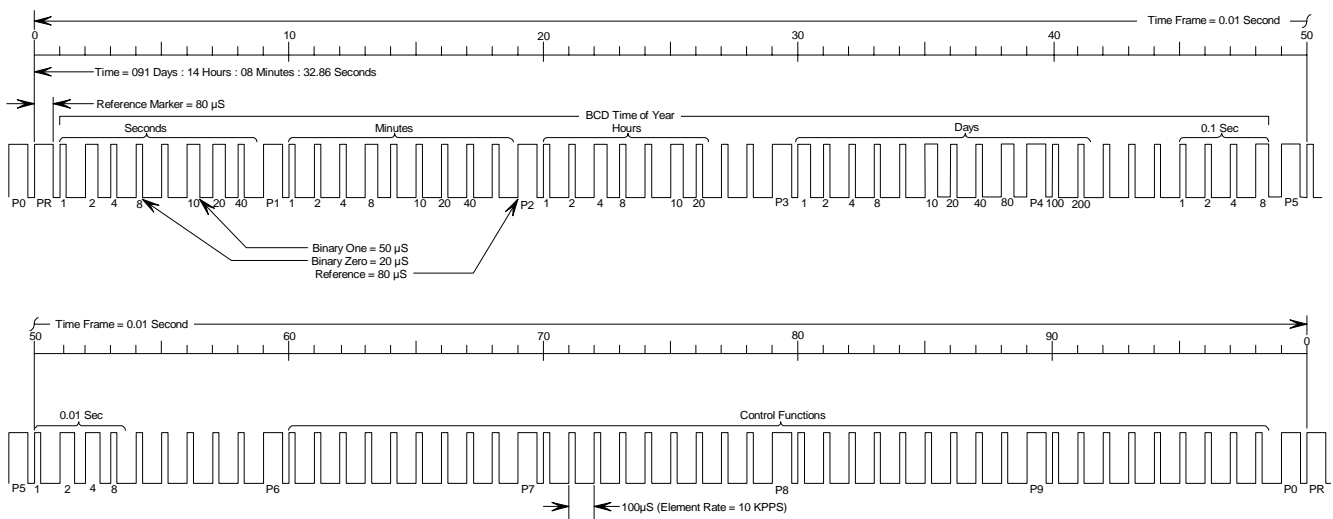 Time Frame = 0.01 Second
0 10 20 30 40 50
Time = 091 Days : 14 Hours : 08 Minutes : 32.86 Seconds
Reference Marker = 80 µS
BCD Time of Year
Seconds Minutes Hours Days 0.1 Sec
P0 PR 1 2 4 8 10 20 40 P1 1 2 4 8 10 20 40 P2 1 2 4 8 10 20 P3 1 2 4 8 10 20 40 80 P4 100 200 1 2 4 8 P5
Binary One = 50 µS
Binary Zero = 20 µS
Reference = 80 µS
Time Frame = 0.01 Second
50 60 70 80 90 0
0.01 Sec Control Functions
P5 1 2 4 8 P6 P7 P8 P9 P0 PR
100µS (Element Rate = 10 KPPS)